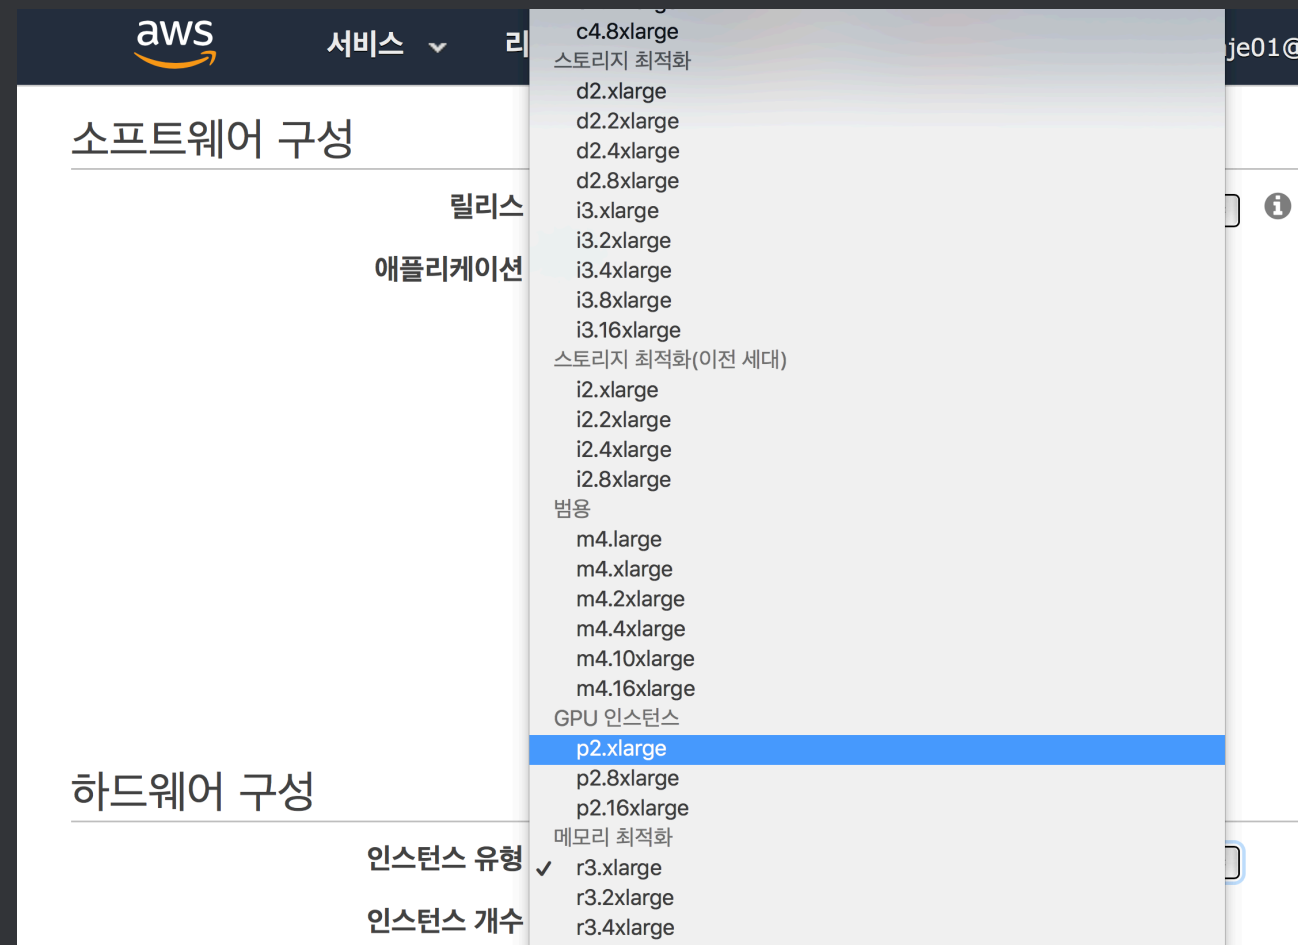 aws
서비스
c4.8xlarge
스토리지 최적화
d2.xlarge
d2.2xlarge
d2.4xlarge
d2.8xlarge
i3.xlarge
i3.2xlarge
i3.4xlarge
i3.8xlarge
i3.16xlarge
스토리지 최적화(이전 세대)
i2.xlarge
i2.2xlarge
i2.4xlarge
i2.8xlarge
범용
m4.large
m4.xlarge
m4.2xlarge
m4.4xlarge
m4.10xlarge
m4.16xlarge
GPU 인스턴스
p2.xlarge
p2.8xlarge
p2.16xlarge
메모리 최적화
r3.xlarge
r3.2xlarge
r3.4xlarge
소프트웨어 구성
릴리스
애플리케이션
하드웨어 구성
인스턴스 유형
인스턴스 개수